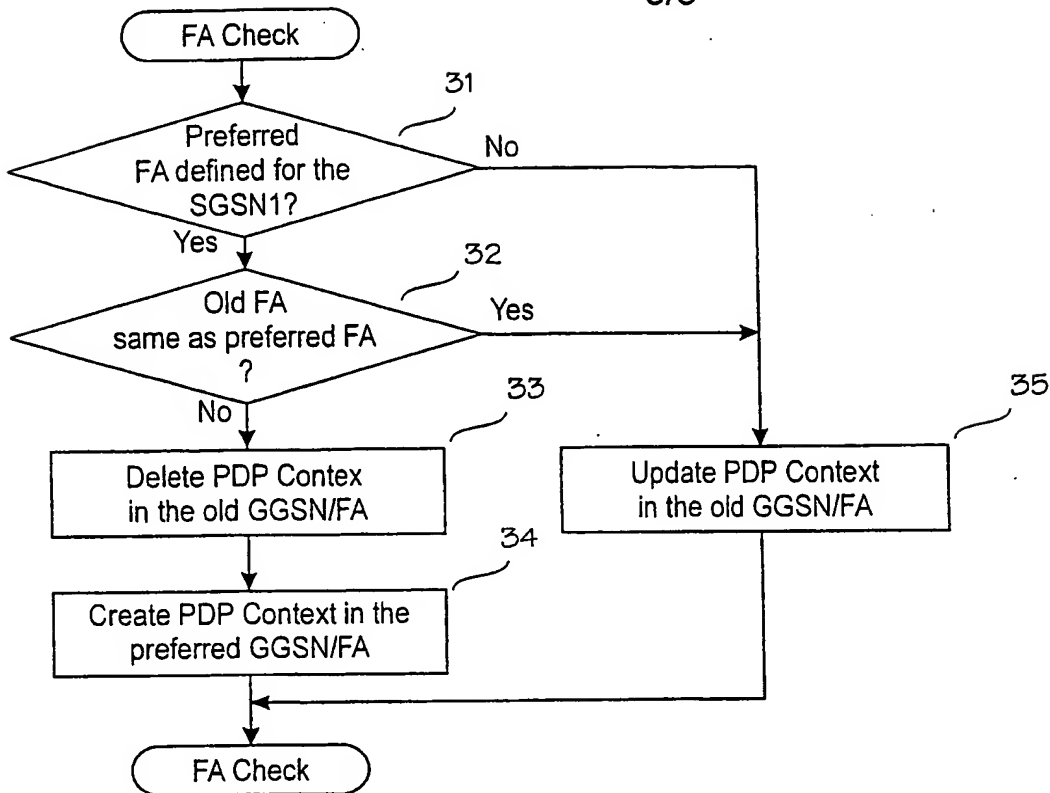 FA Check
31
Preferred
FA defined for the
SGSN1?
No
Yes
32
Old FA
same as preferred FA
?
Yes
No
33
Delete PDP Contex
in the old GGSN/FA
35
Update PDP Context
in the old GGSN/FA
34
Create PDP Context in the
preferred GGSN/FA
FA Check